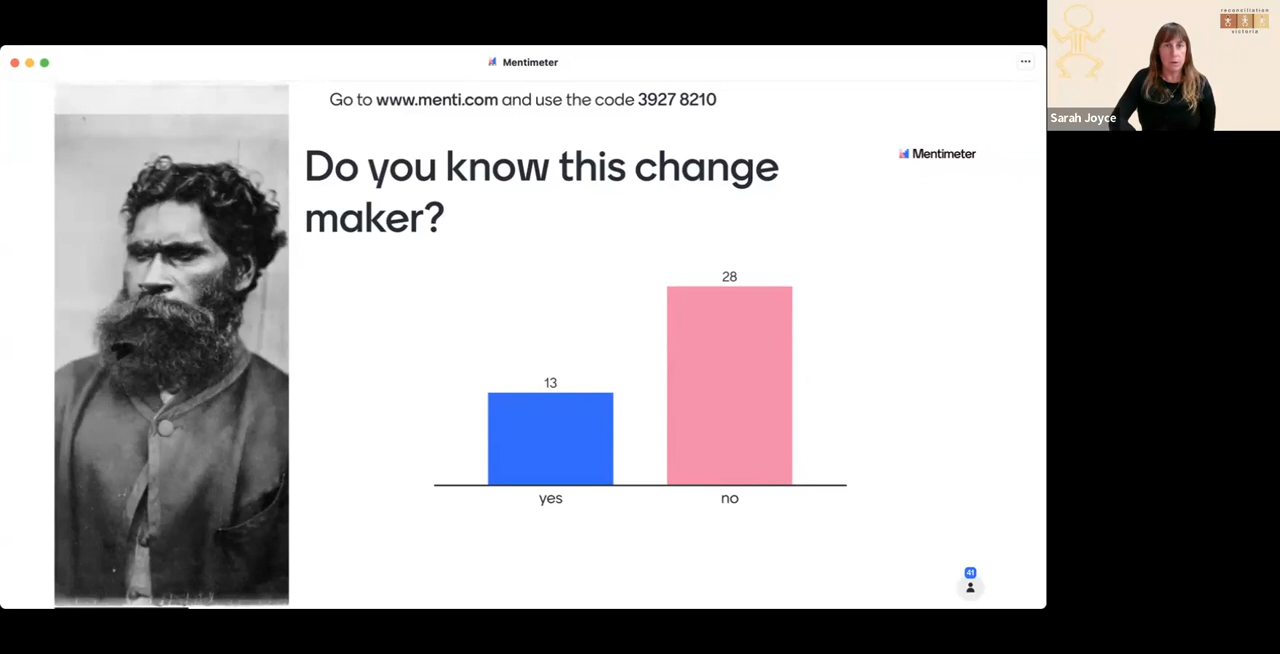 Mentimeter
Go to www.menti.com and use the code 3927 8210
Do you know this change
maker?
Mentimeter
28
13
yes
no
41
reconciliation
victoria
Sarah Joyce